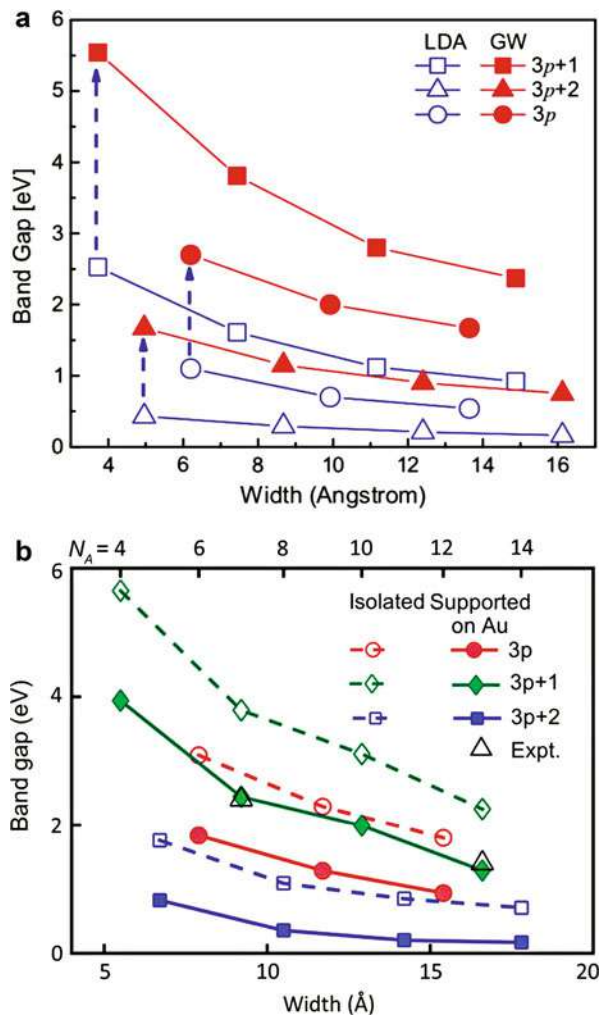 a
LDA GW
3p+1
3p+2
3p
Band Gap [eV]
6
5
4
3
2
1
0
4 6 8 10 12 14 16
Width (Angstrom)
b
N_A = 4 6 8 10 12 14
Isolated Supported
on Au
3p
3p+1
3p+2
Expt.
Band gap (eV)
6
4
2
0
5 10 15 20
Width (Å)